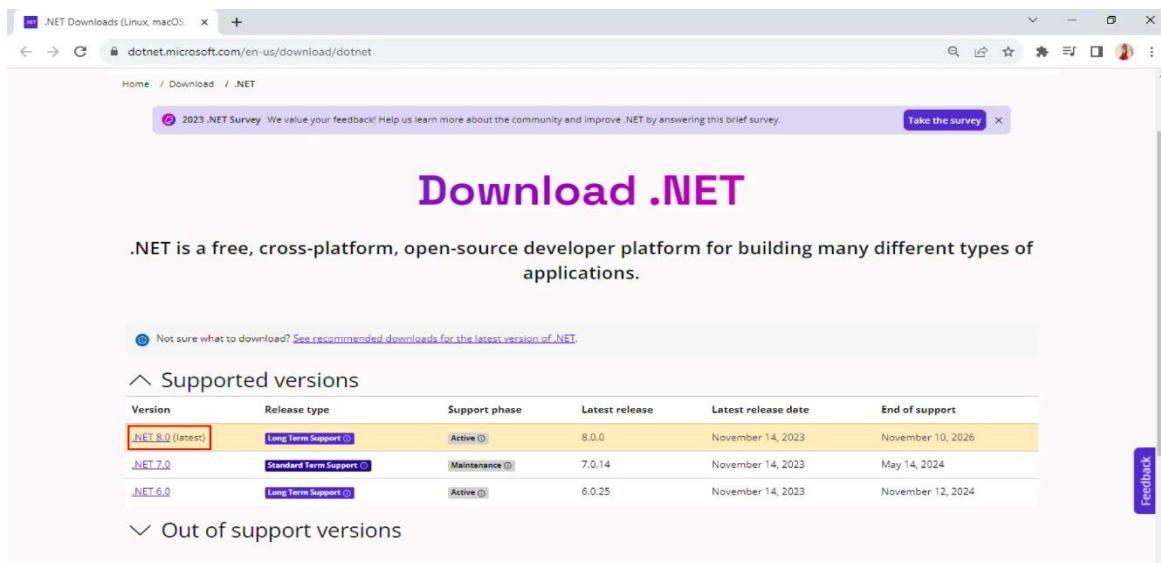 .NET .NET Downloads (Linux, macOS,
dotnet.microsoft.com/en-us/download/dotnet
Home / Download / .NET
2023 .NET Survey We value your feedback! Help us learn more about the community and improve .NET by answering this brief survey. Take the survey
Download .NET
.NET is a free, cross-platform, open-source developer platform for building many different types of
applications.
Not sure what to download? See recommended downloads for the latest version of .NET.
Supported versions
Version Release type Support phase Latest release Latest release date End of support
.NET 8.0 (latest) Long Term Support Active 8.0.0 November 14, 2023 November 10, 2026
.NET 7.0 Standard Term Support Maintenance 7.0.14 November 14, 2023 May 14, 2024
.NET 6.0 Long Term Support Active 6.0.25 November 14, 2023 November 12, 2024
Feedback
Out of support versions